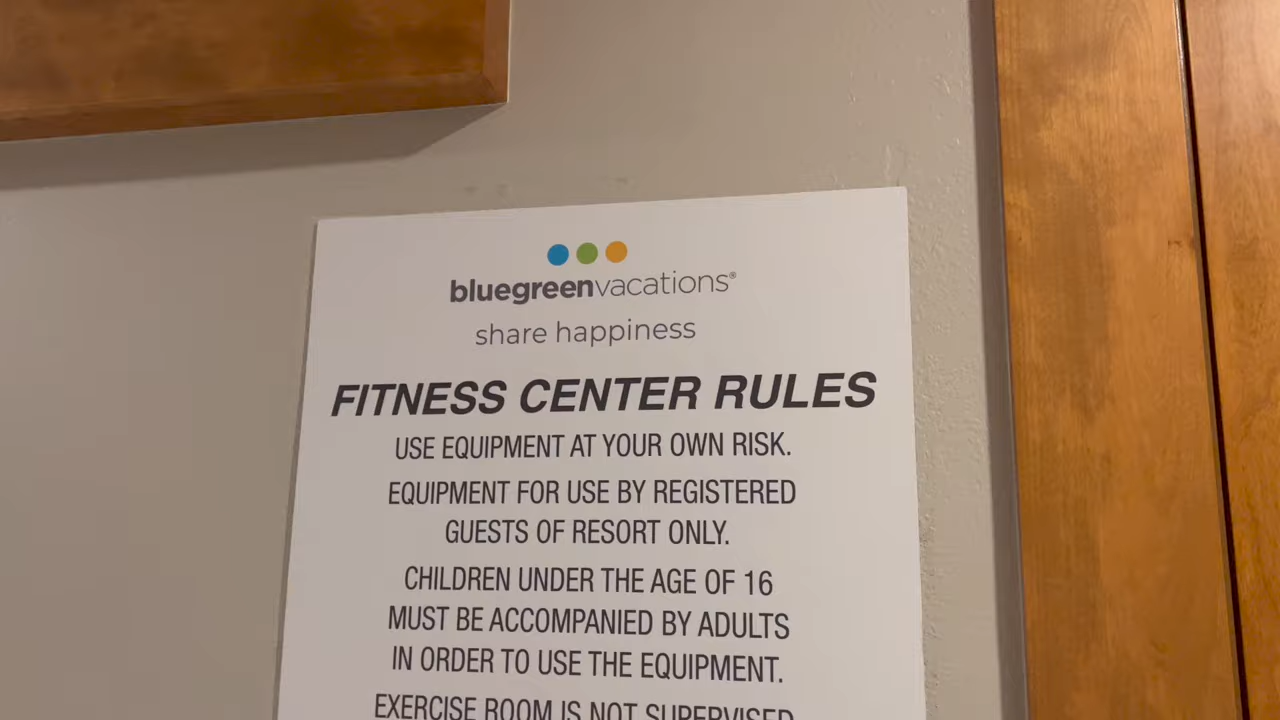 bluegreenvacations®
share happiness
FITNESS CENTER RULES
USE EQUIPMENT AT YOUR OWN RISK.
EQUIPMENT FOR USE BY REGISTERED
GUESTS OF RESORT ONLY.
CHILDREN UNDER THE AGE OF 16
MUST BE ACCOMPANIED BY ADULTS
IN ORDER TO USE THE EQUIPMENT.
EXERCISE ROOM IS NOT SUPERVISED